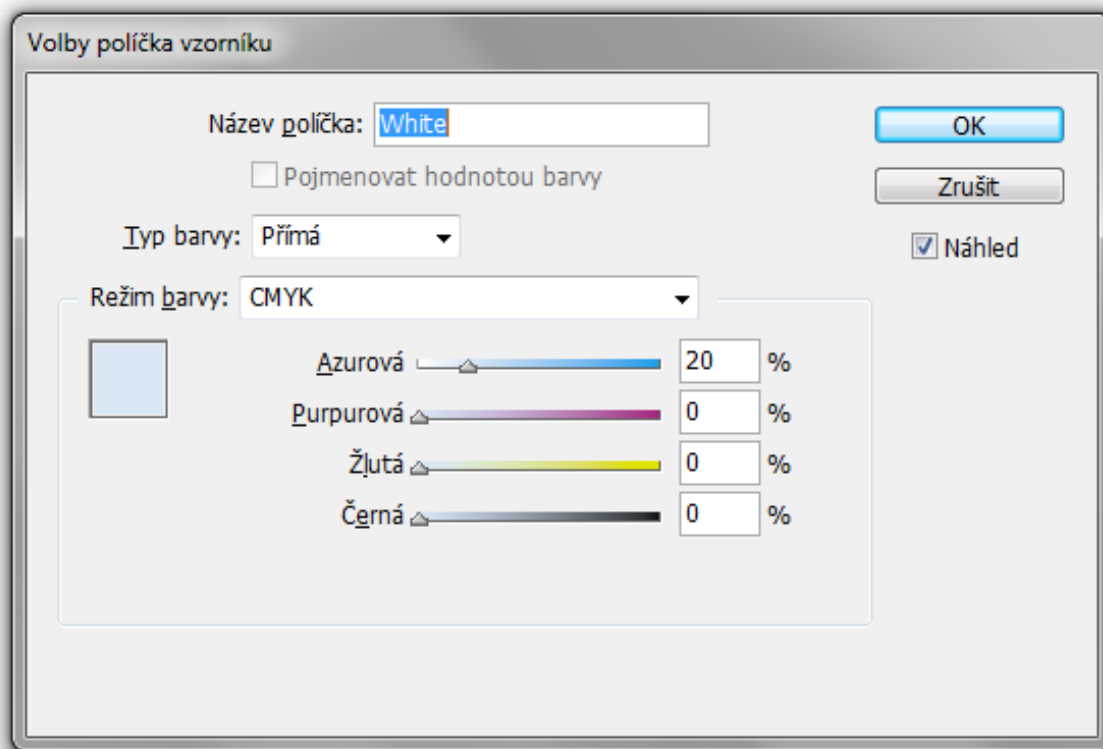 Volby políčka vzorníku
Název políčka: White
OK
Pojmenovat hodnotou barvy
Zrušit
Typ barvy: Přímá
Náhled
Režim barvy: CMYK
Azurová 20 %
Purpurová 0 %
Žlutá 0 %
Černá 0 %